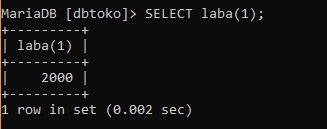 MariaDB [dbtoko]> SELECT laba(1);
+---------+
| laba(1) |
+---------+
|    2000 |
+---------+
1 row in set (0.002 sec)